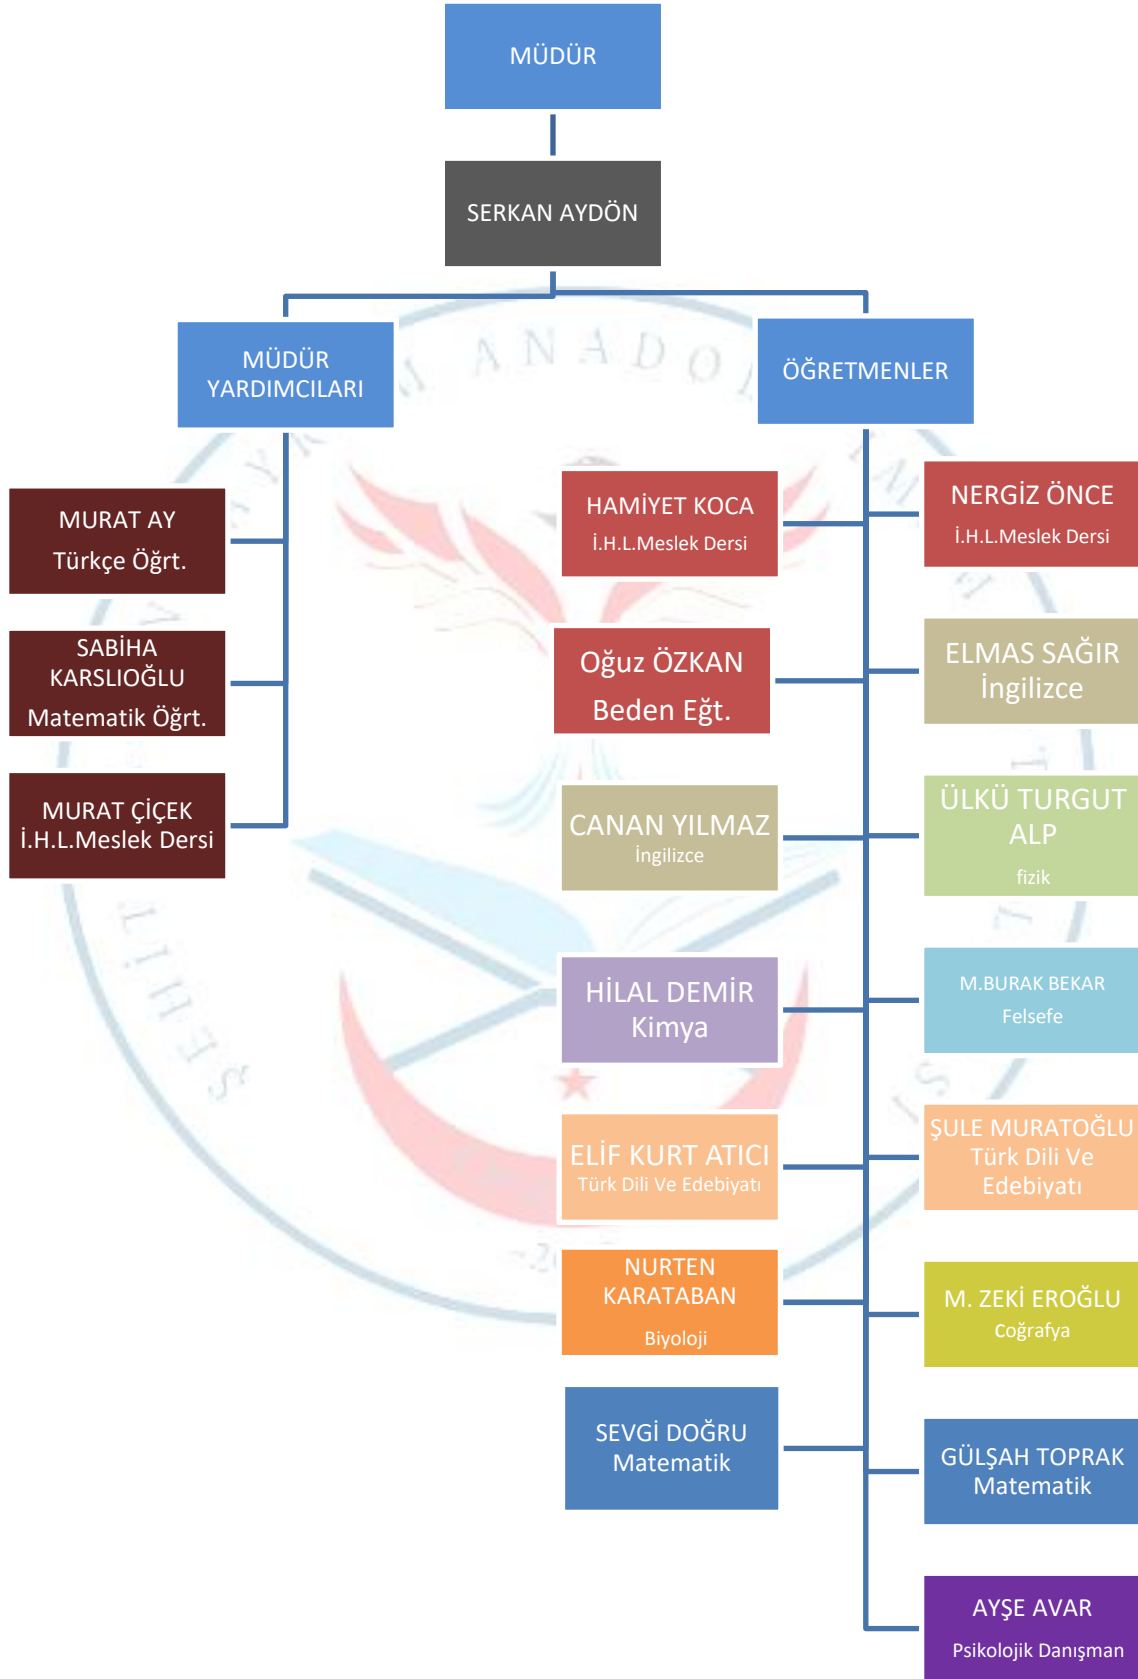 MÜDÜR
SERKAN AYDÖN
MÜDÜR
YARDIMCILARI
ÖĞRETMENLER
MURAT AY
Türkçe Öğrt.
SABİHA
KARSLIOĞLU
Matematik Öğrt.
MURAT ÇİÇEK
İ.H.L.Meslek Dersi
HAMİYET KOCA
İ.H.L.Meslek Dersi
NERGİZ ÖNCE
İ.H.L.Meslek Dersi
Oğuz ÖZKAN
Beden Eğt.
ELMAS SAĞIR
İngilizce
CANAN YILMAZ
İngilizce
ÜLKÜ TURGUT
ALP
fizik
HİLAL DEMİR
Kimya
M.BURAK BEKAR
Felsefe
ELİF KURT ATICI
Türk Dili Ve Edebiyatı
ŞULE MURATOĞLU
Türk Dili Ve
Edebiyatı
NURTEN
KARATABAN
Biyoloji
M. ZEKİ EROĞLU
Coğrafya
SEVGİ DOĞRU
Matematik
GÜLŞAH TOPRAK
Matematik
AYŞE AVAR
Psikolojik Danışman
ŞEHİT